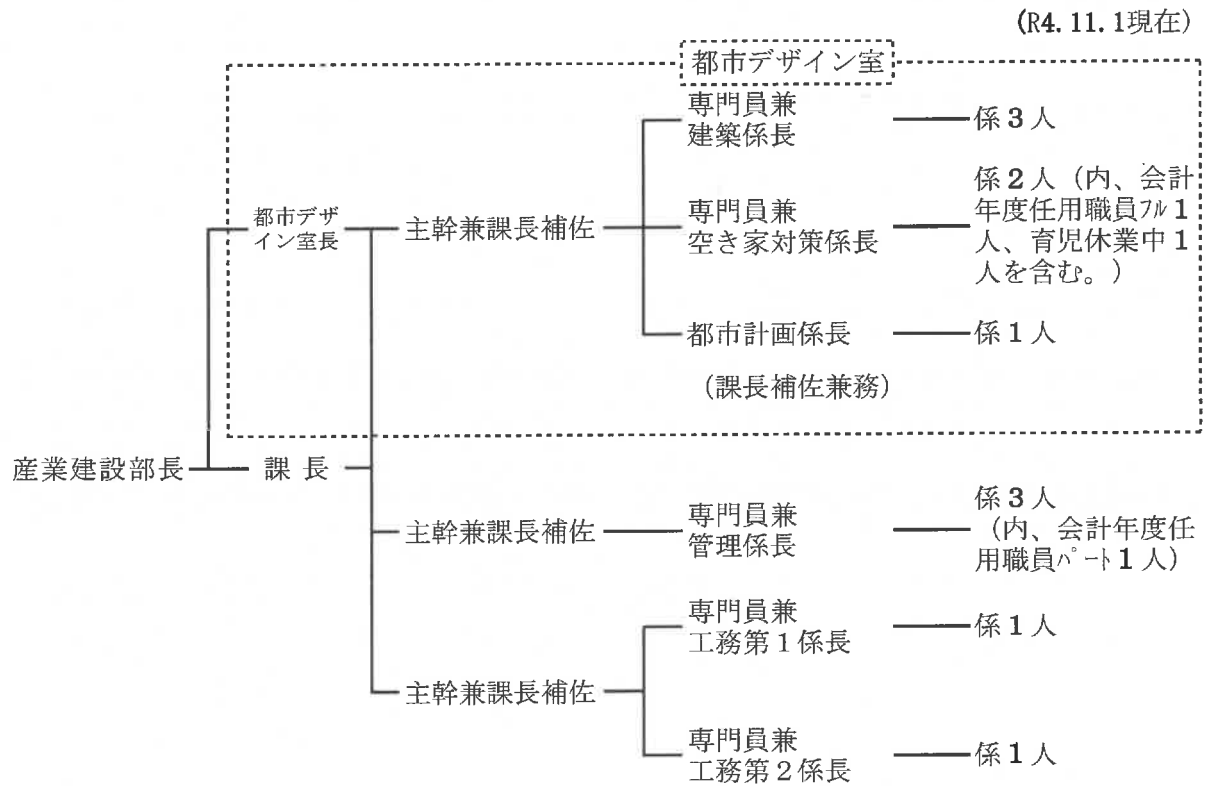 (R4.11.1現在)
都市デザイン室
専門員兼
建築係長
係3人
都市デザ
イン室長
主幹兼課長補佐
専門員兼
空き家対策係長
係2人（内、会計
年度任用職員ﾌﾙ1
人、育児休業中1
人を含む。）
都市計画係長
係1人
（課長補佐兼務）
産業建設部長
課長
主幹兼課長補佐
専門員兼
管理係長
係3人
（内、会計年度任
用職員ﾊﾟｰﾄ1人）
主幹兼課長補佐
専門員兼
工務第1係長
係1人
専門員兼
工務第2係長
係1人